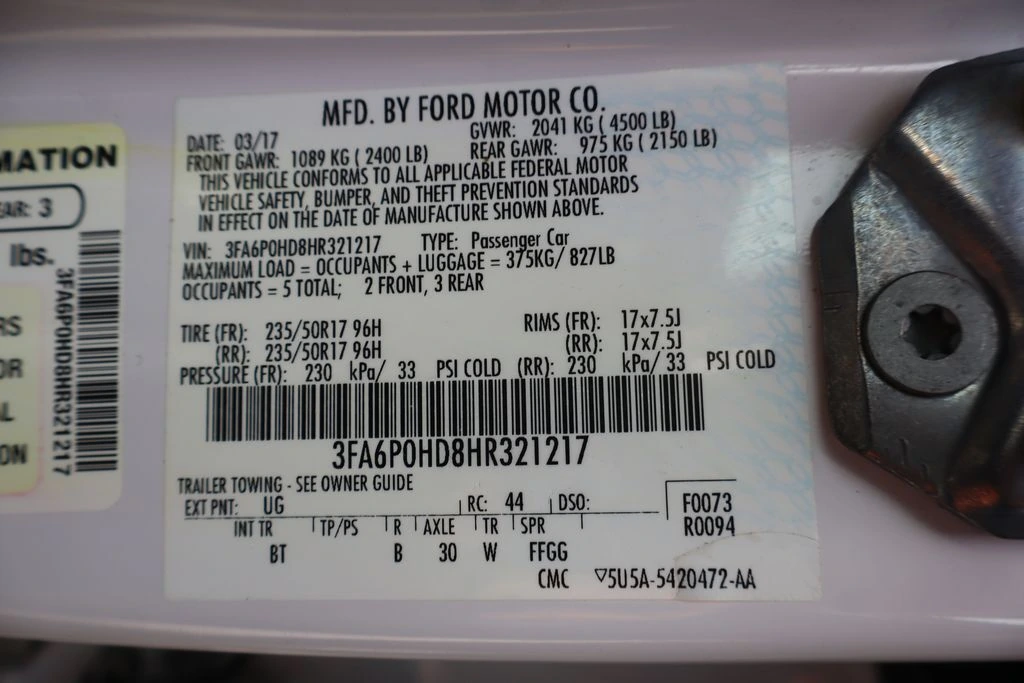 MFD. BY FORD MOTOR CO.
DATE: 03/17 GVWR: 2041 KG ( 4500 LB)
FRONT GAWR: 1089 KG ( 2400 LB) REAR GAWR: 975 KG ( 2150 LB)
THIS VEHICLE CONFORMS TO ALL APPLICABLE FEDERAL MOTOR
VEHICLE SAFETY, BUMPER, AND THEFT PREVENTION STANDARDS
IN EFFECT ON THE DATE OF MANUFACTURE SHOWN ABOVE.
VIN: 3FA6P0HD8HR321217 TYPE: Passenger Car
MAXIMUM LOAD = OCCUPANTS + LUGGAGE = 375KG/ 827LB
OCCUPANTS = 5 TOTAL; 2 FRONT, 3 REAR
TIRE (FR): 235/50R17 96H RIMS (FR): 17x7.5J
(RR): 235/50R17 96H (RR): 17x7.5J
PRESSURE (FR): 230 kPa/ 33 PSI COLD (RR): 230 kPa/ 33 PSI COLD
3FA6P0HD8HR321217
TRAILER TOWING - SEE OWNER GUIDE
EXT PNT: UG RC: 44 DSO: F0073
INT TR TP/PS R AXLE TR SPR R0094
BT B 30 W FFGG
CMC ▽5U5A-5420472-AA
MATION
EAR: 3
lbs.
3FA6P0HD8HR321217
RS
OR
AL
ON